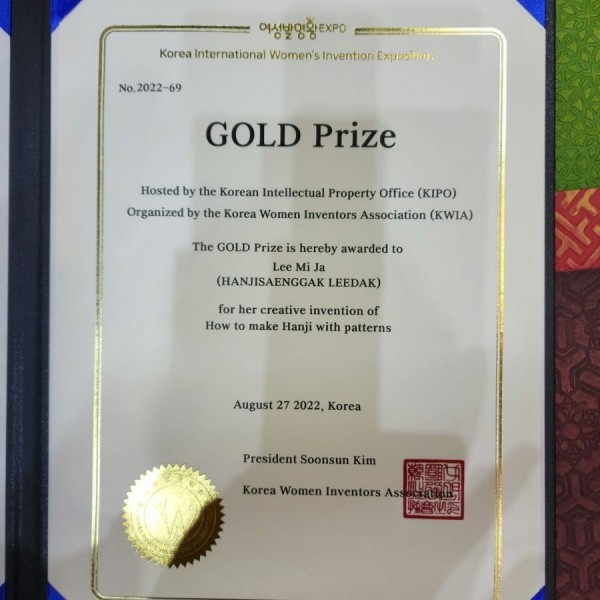 여성발명왕EXPO
Korea International Women's Invention Exposition
No.2022-69
GOLD Prize
Hosted by the Korean Intellectual Property Office (KIPO)
Organized by the Korea Women Inventors Association (KWIA)
The GOLD Prize is hereby awarded to
Lee Mi Ja
(HANJISAENGGAK LEEDAK)
for her creative invention of
How to make Hanji with patterns
August 27 2022, Korea
President Soonsun Kim
Korea Women Inventors Association